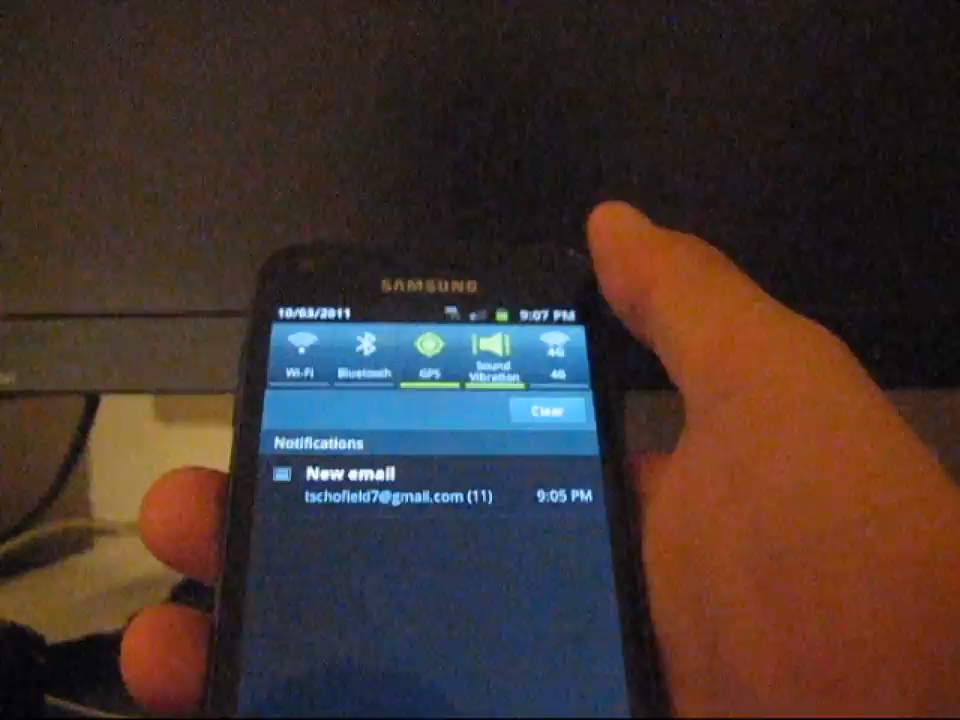 SAMSUNG
10/03/2011 9:07 PM
Wi-Fi Bluetooth GPS Sound Vibration 4G 4G
Clear
Notifications
New email
tschofield7@gmail.com (11) 9:05 PM